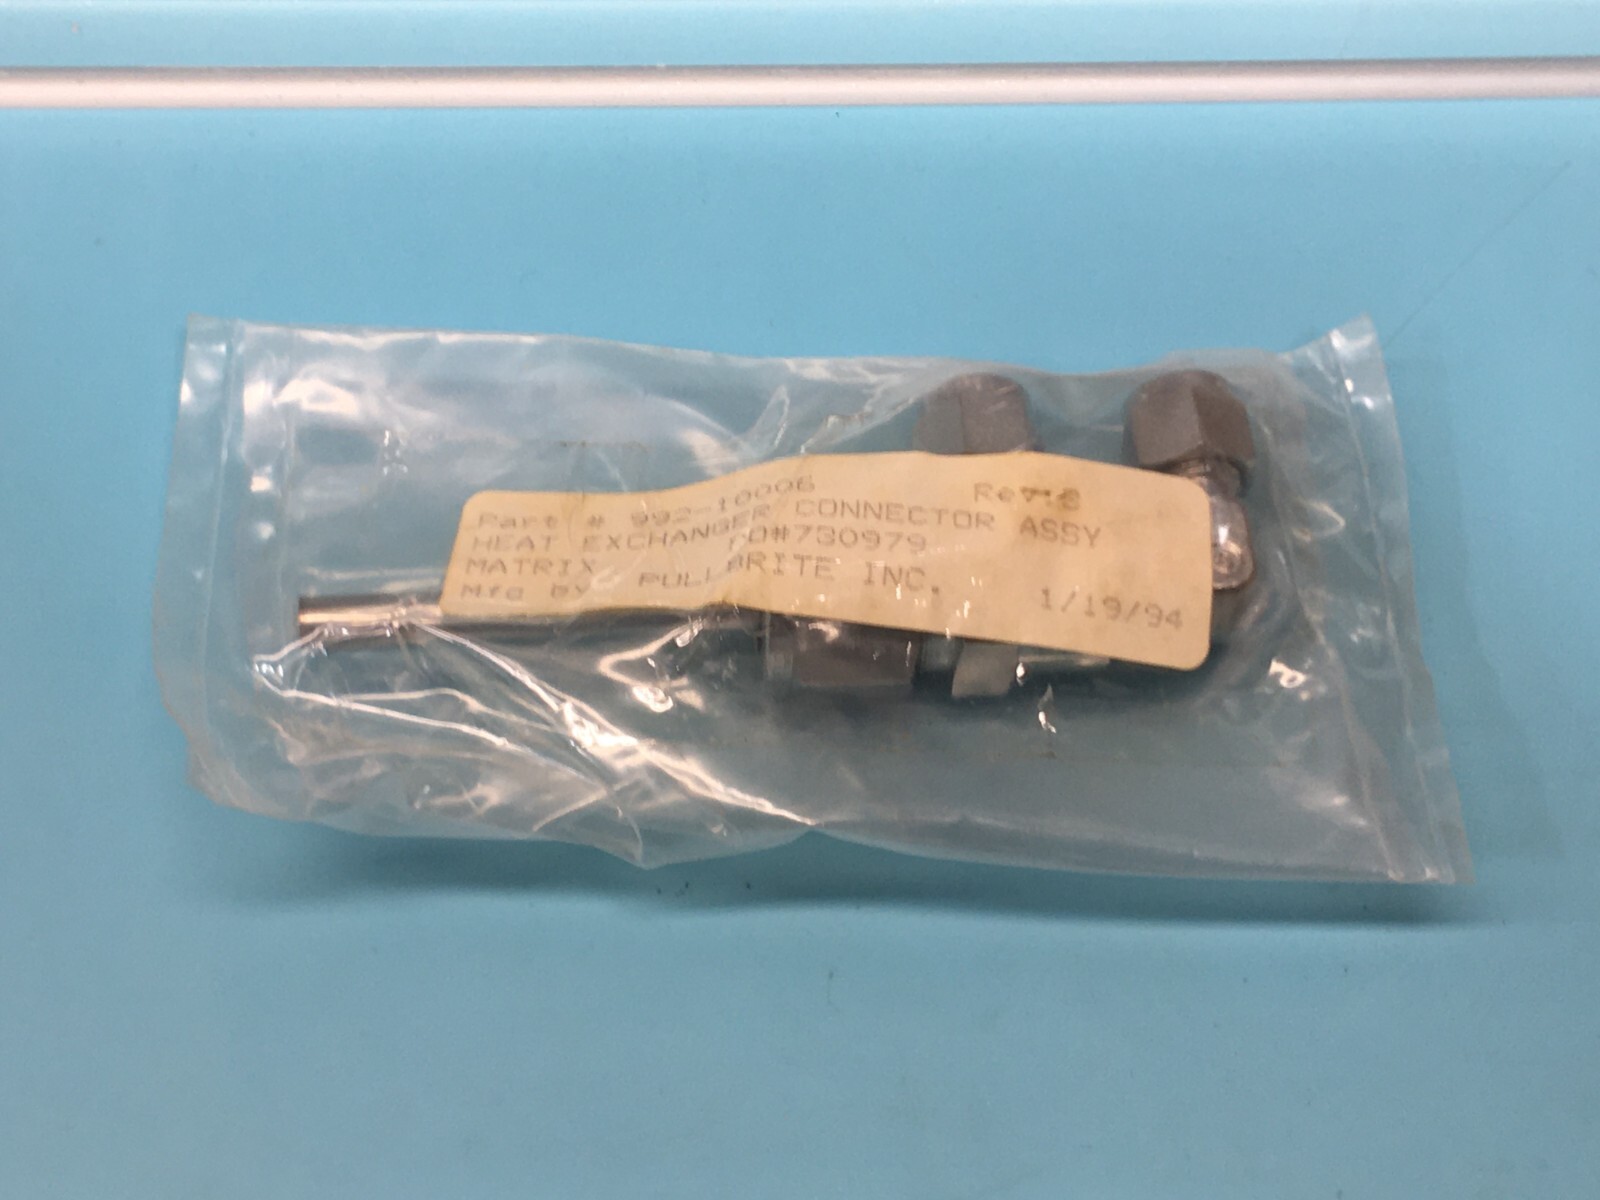 Part # 992-10006 Rev:
HEAT EXCHANGER CONNECTOR ASSY
MATRIX PO#730979
Mfg by PULLBRITE INC. 1/19/94